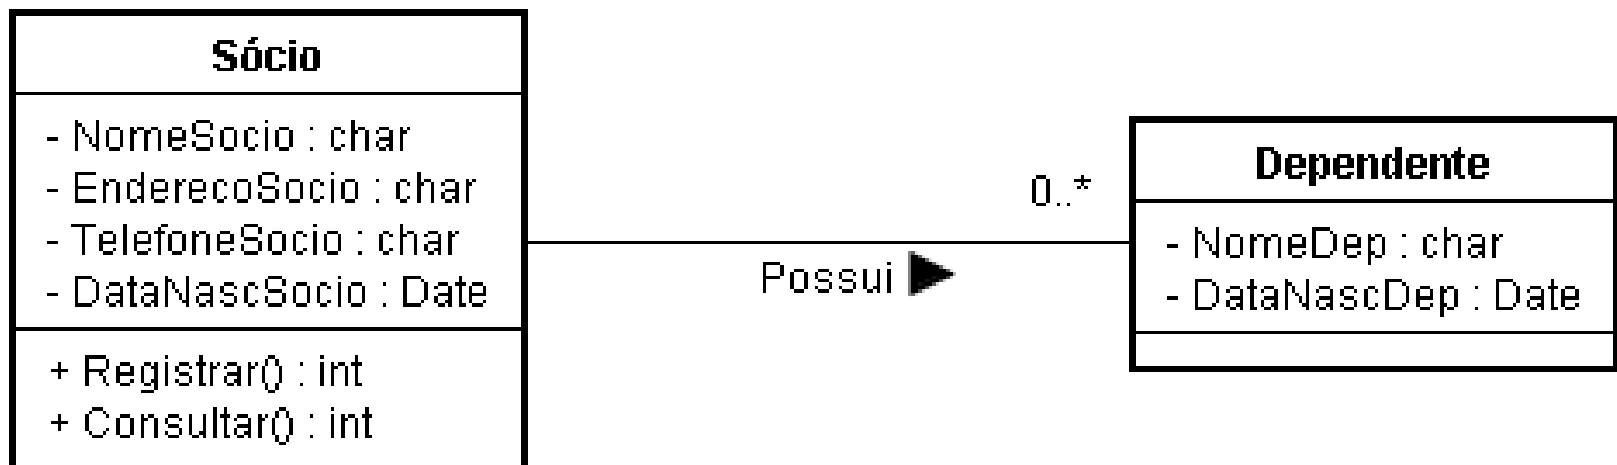 Sócio
- NomeSocio : char
- EnderecoSocio : char
- TelefoneSocio : char
- DataNascSocio : Date
+ Registrar() : int
+ Consultar() : int
0..*
Possui
Dependente
- NomeDep : char
- DataNascDep : Date